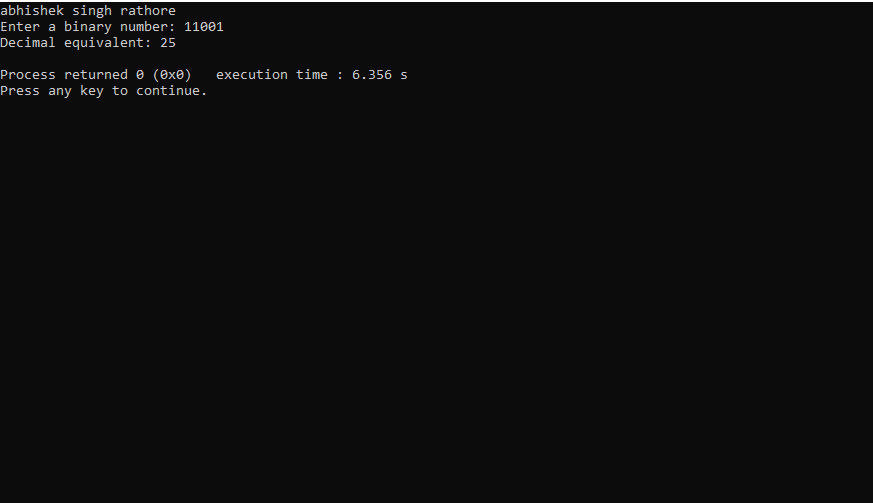 abhishek singh rathore
Enter a binary number: 11001
Decimal equivalent: 25
Process returned 0 (0x0)   execution time : 6.356 s
Press any key to continue.